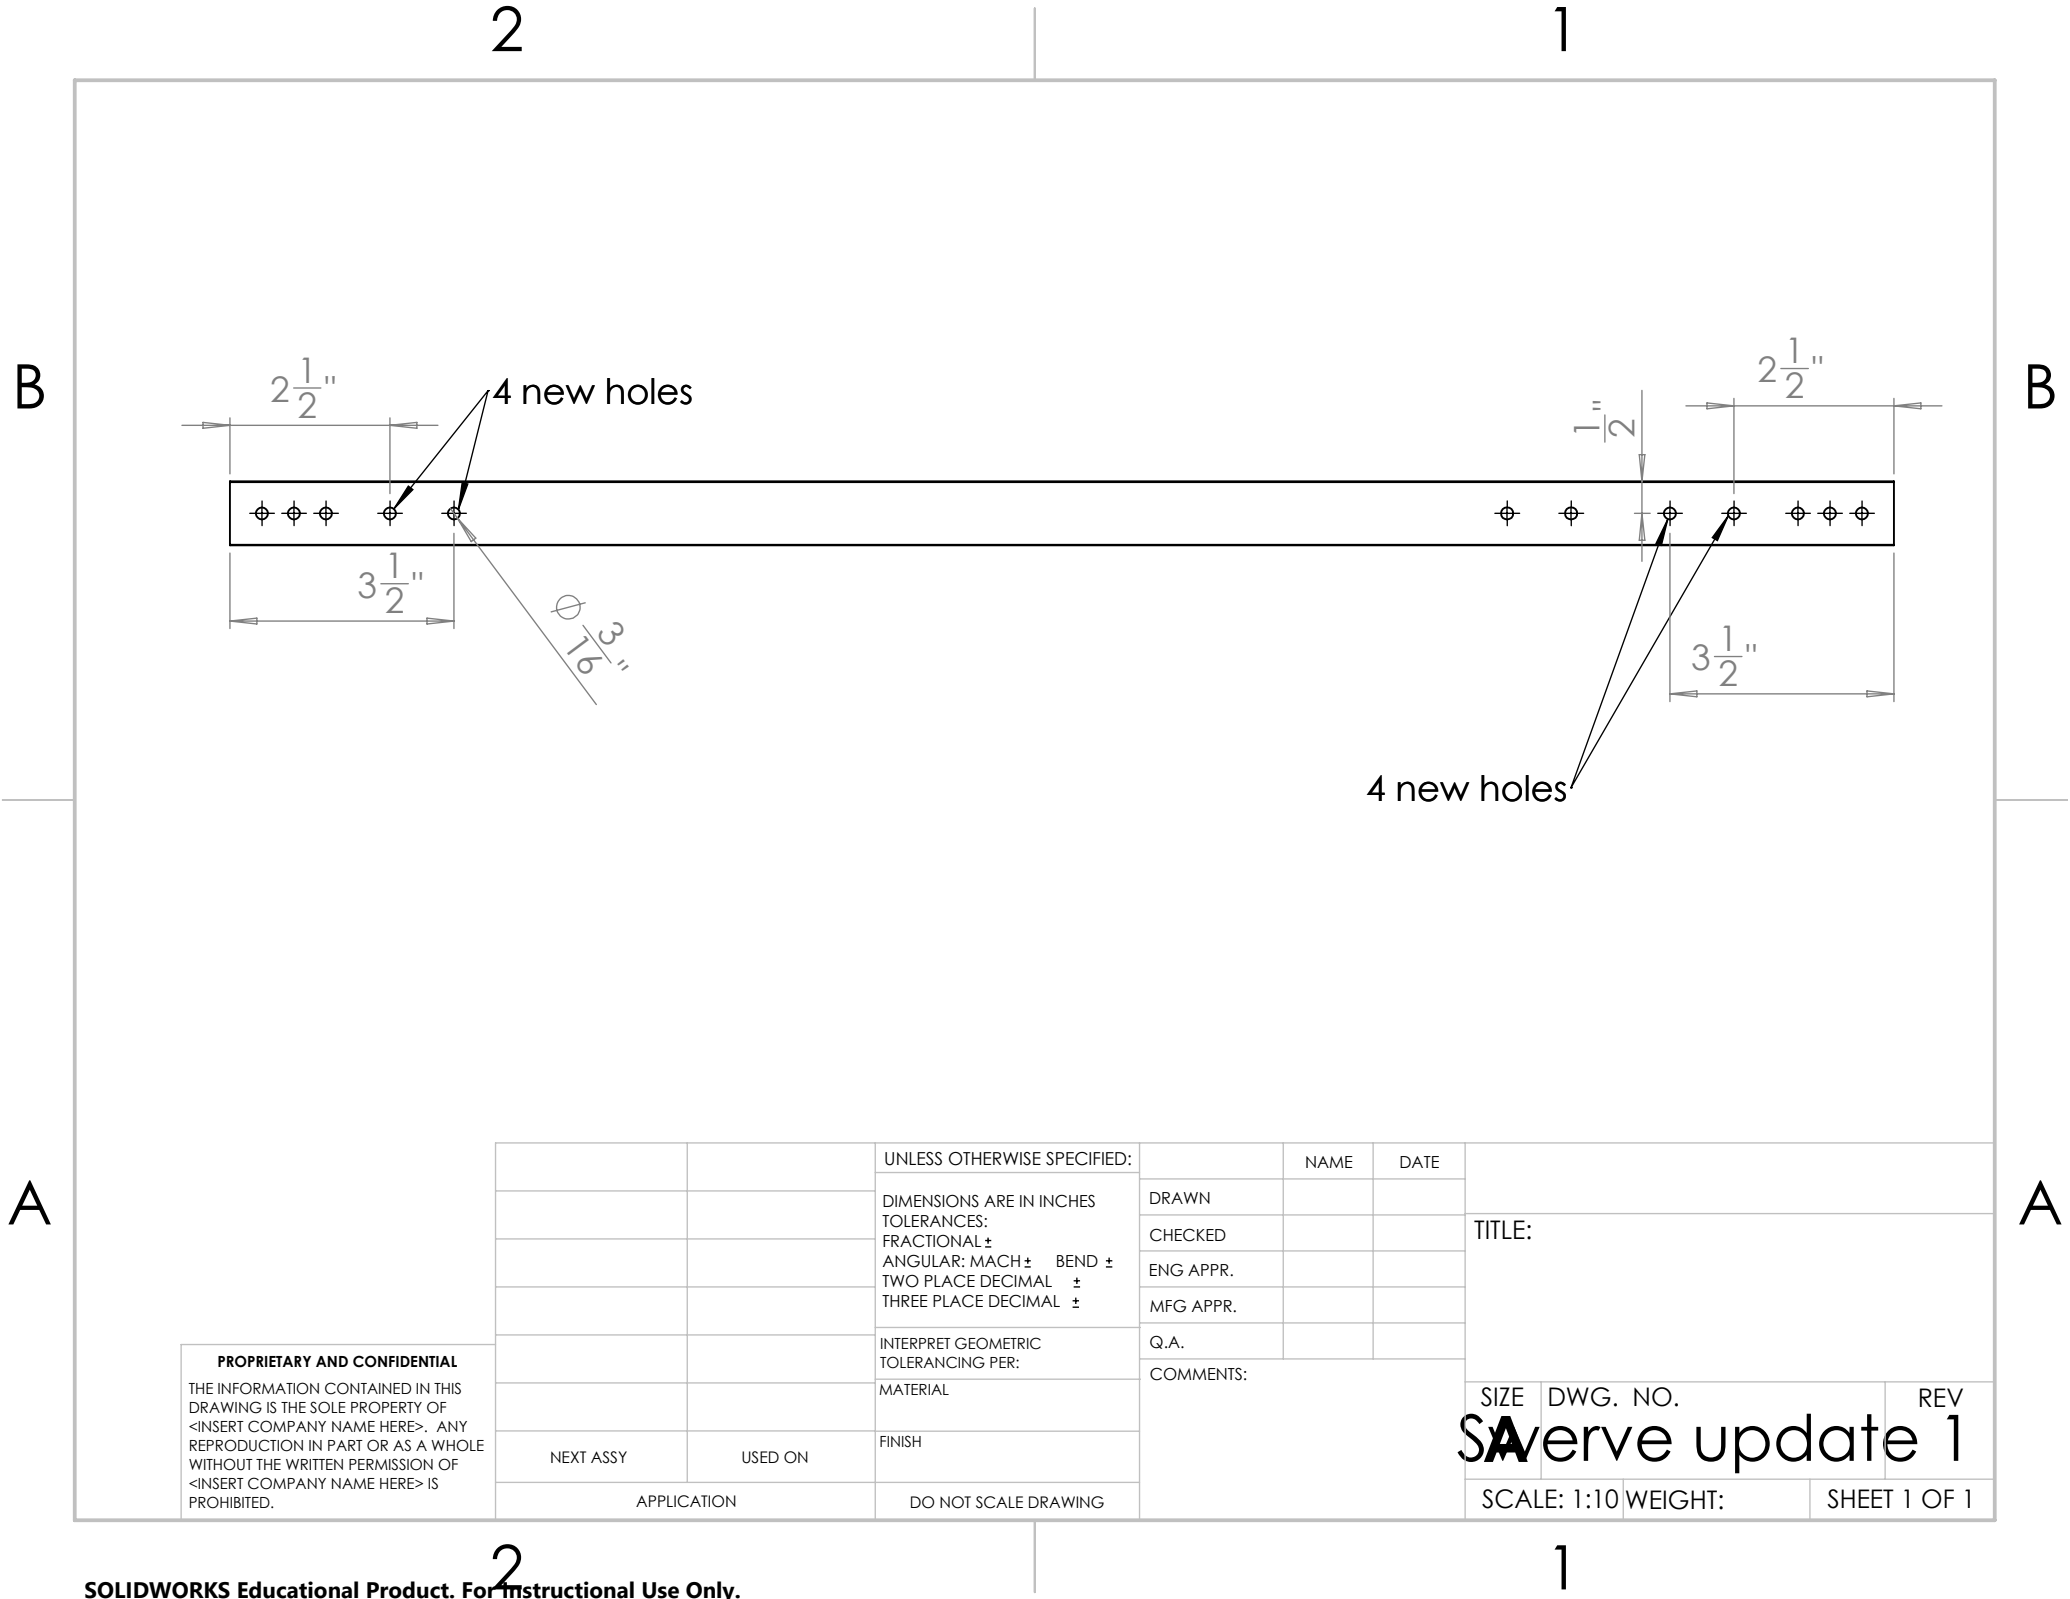 2
1
B
B
2 1/2"
4 new holes
1/2"
2 1/2"
3 1/2"
⌀ 3/16"
3 1/2"
4 new holes
A
A
UNLESS OTHERWISE SPECIFIED:
DIMENSIONS ARE IN INCHES
TOLERANCES:
FRACTIONAL ±
ANGULAR: MACH ± BEND ±
TWO PLACE DECIMAL ±
THREE PLACE DECIMAL ±
INTERPRET GEOMETRIC
TOLERANCING PER:
MATERIAL
FINISH
DO NOT SCALE DRAWING
NAME DATE
DRAWN
CHECKED
ENG APPR.
MFG APPR.
Q.A.
COMMENTS:
TITLE:
SIZE DWG. NO. REV
A
Swerve update 1
SCALE: 1:10 WEIGHT: SHEET 1 OF 1
PROPRIETARY AND CONFIDENTIAL
THE INFORMATION CONTAINED IN THIS
DRAWING IS THE SOLE PROPERTY OF
<INSERT COMPANY NAME HERE>. ANY
REPRODUCTION IN PART OR AS A WHOLE
WITHOUT THE WRITTEN PERMISSION OF
<INSERT COMPANY NAME HERE> IS
PROHIBITED.
NEXT ASSY USED ON
APPLICATION
2
1
SOLIDWORKS Educational Product. For Instructional Use Only.